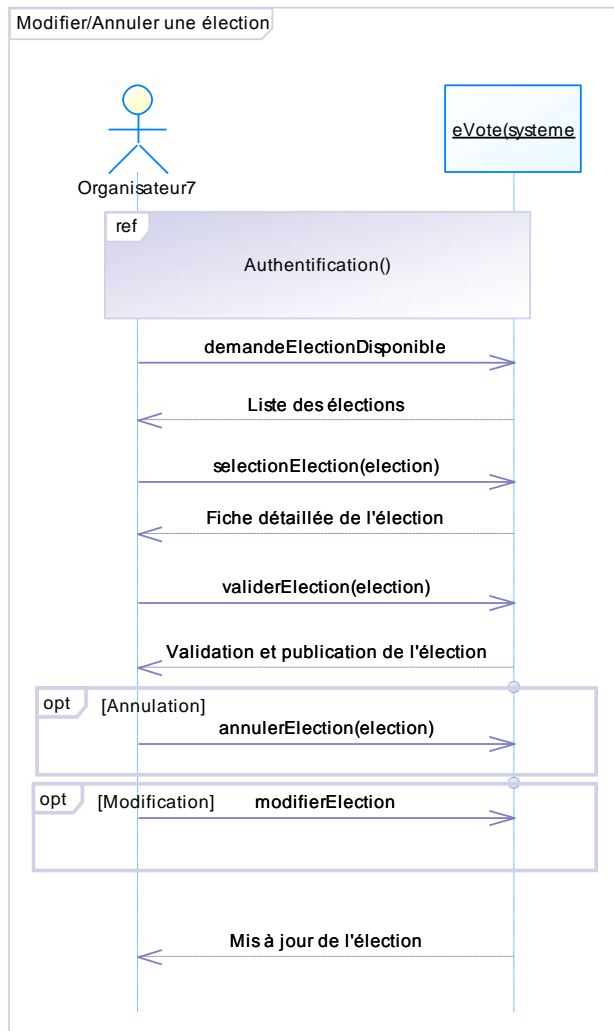 Modifier/Annuler une élection
Organisateur7
eVote(systeme
ref
Authentification()
demandeElectionDisponible
Liste des élections
selectionElection(election)
Fiche détaillée de l'élection
validerElection(election)
Validation et publication de l'élection
opt
[Annulation]
annulerElection(election)
opt
[Modification]
modifierElection
Mis à jour de l'élection